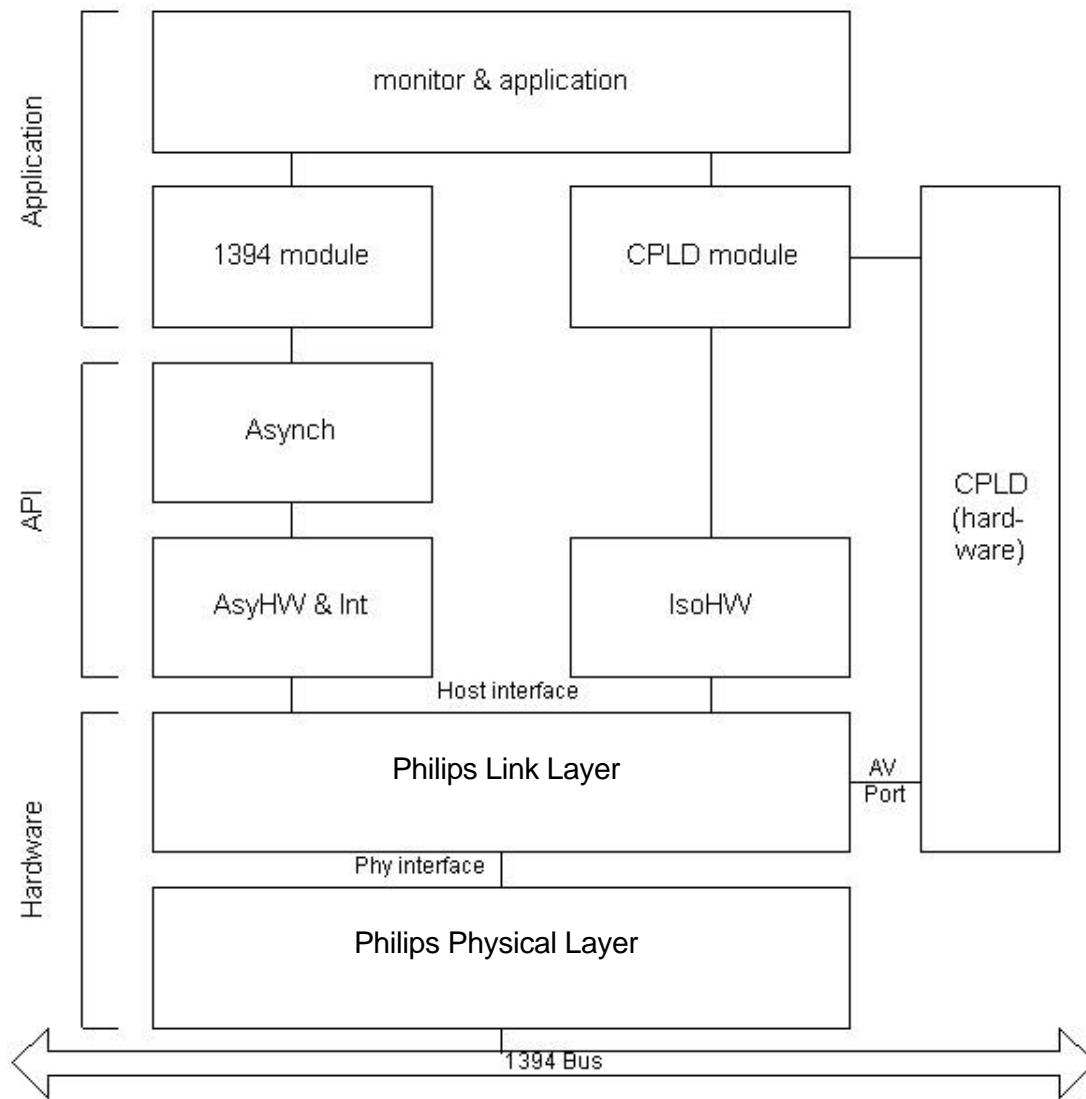 monitor & application
Application
1394 module
CPLD module
Asynch
API
CPLD
(hard-
ware)
AsyHW & Int
IsoHW
Host interface
Philips Link Layer
AV
Port
Hardware
Phy interface
Philips Physical Layer
1394 Bus